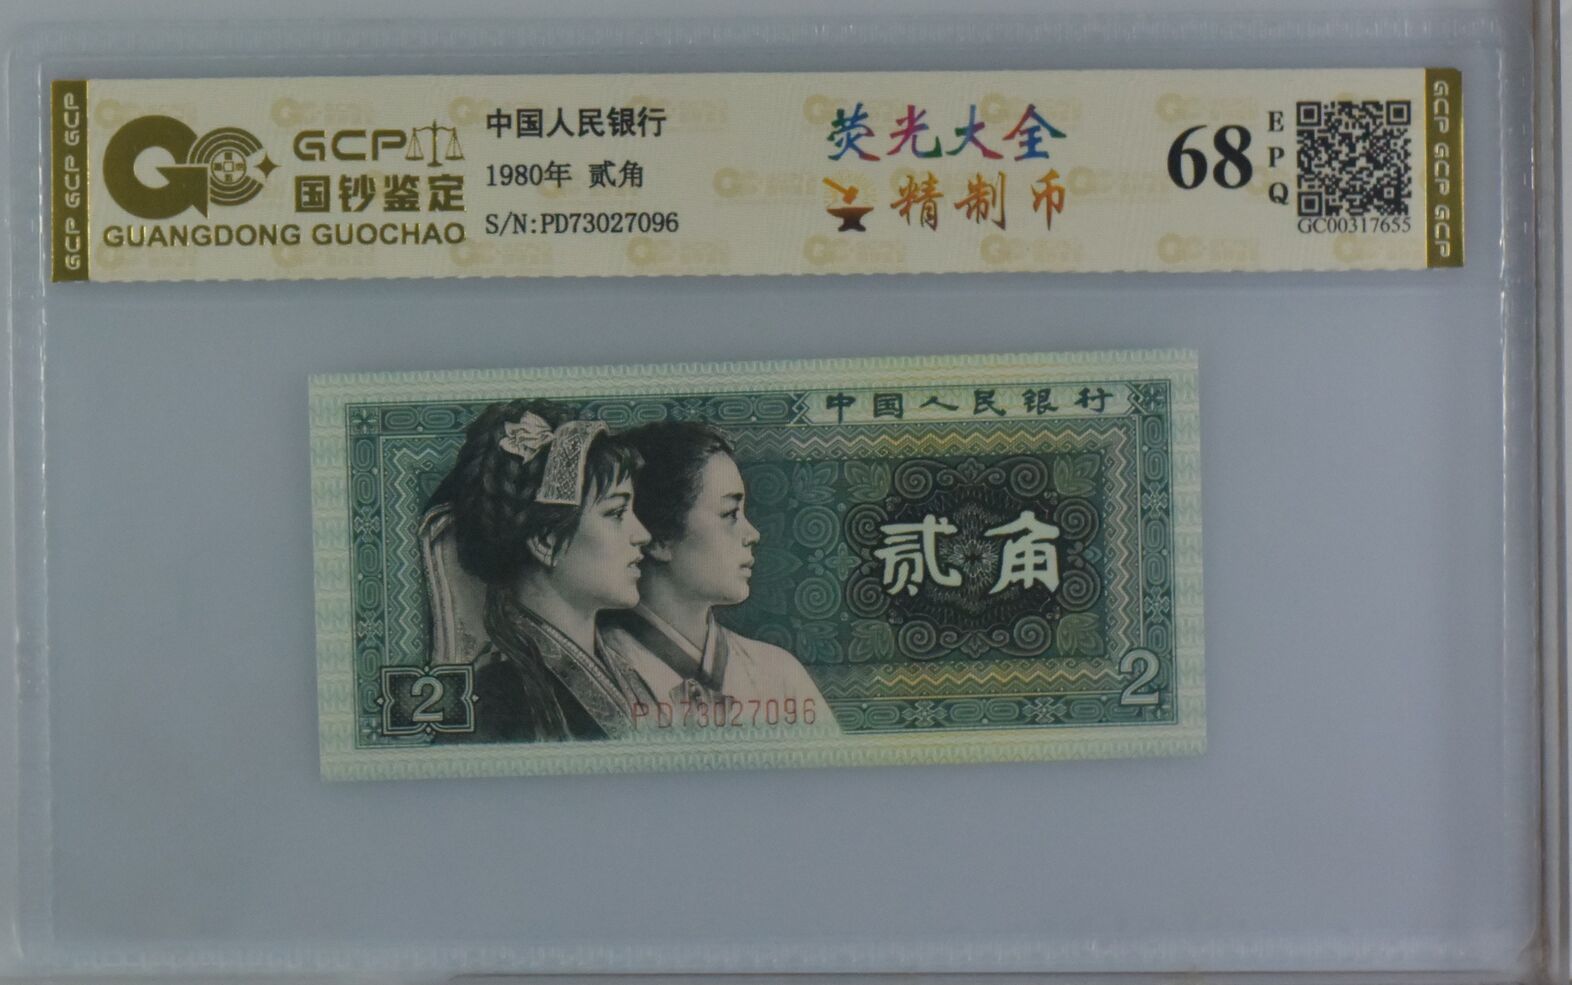 GCP GCP GCP
GCP
国钞鉴定
GUANGDONG GUOCHAO
中国人民银行
1980年 贰角
S/N:PD73027096
荧光大全
精制币
68
EPQ
GC00317655
GCP GCP GCP
中国人民银行
贰角
2
2
PD73027096